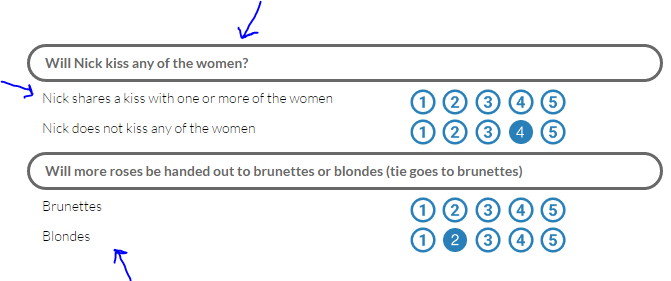 Will Nick kiss any of the women?
Nick shares a kiss with one or more of the women 1 2 3 4 5
Nick does not kiss any of the women 1 2 3 4 5
Will more roses be handed out to brunettes or blondes (tie goes to brunettes)
Brunettes 1 2 3 4 5
Blondes 1 2 3 4 5